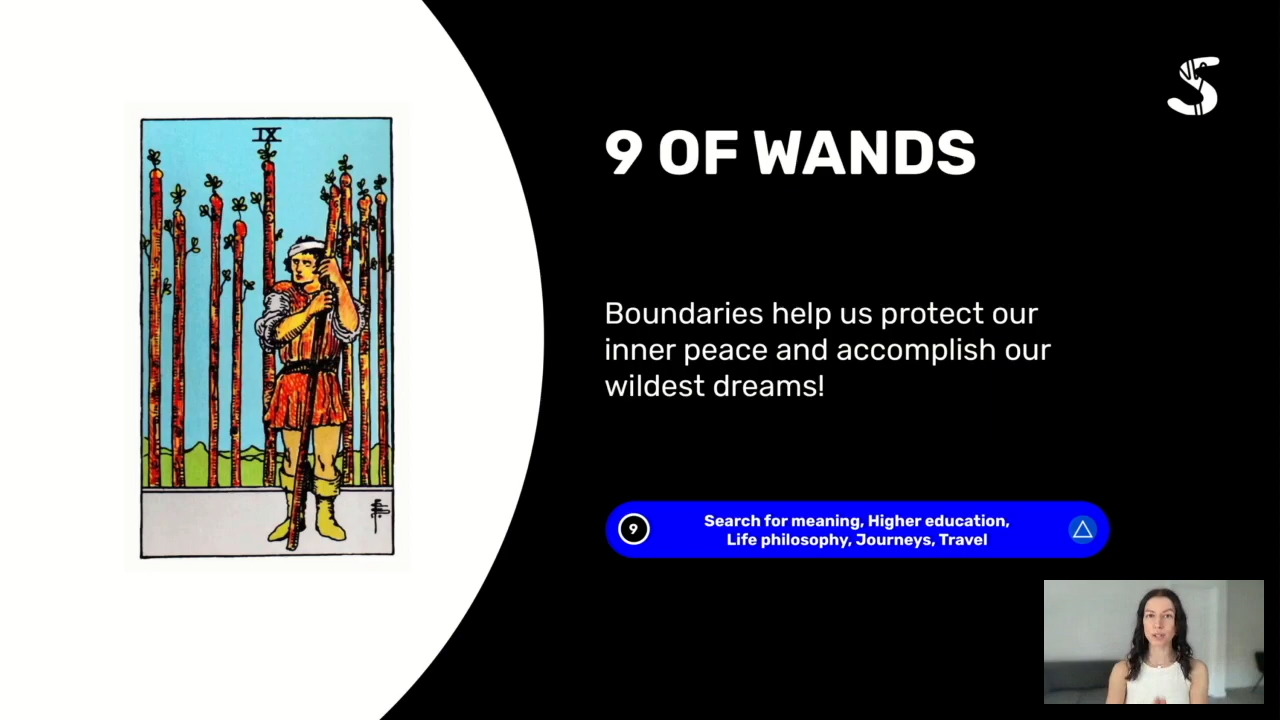 IX
9 OF WANDS
Boundaries help us protect our
inner peace and accomplish our
wildest dreams!
9
Search for meaning, Higher education,
Life philosophy, Journeys, Travel